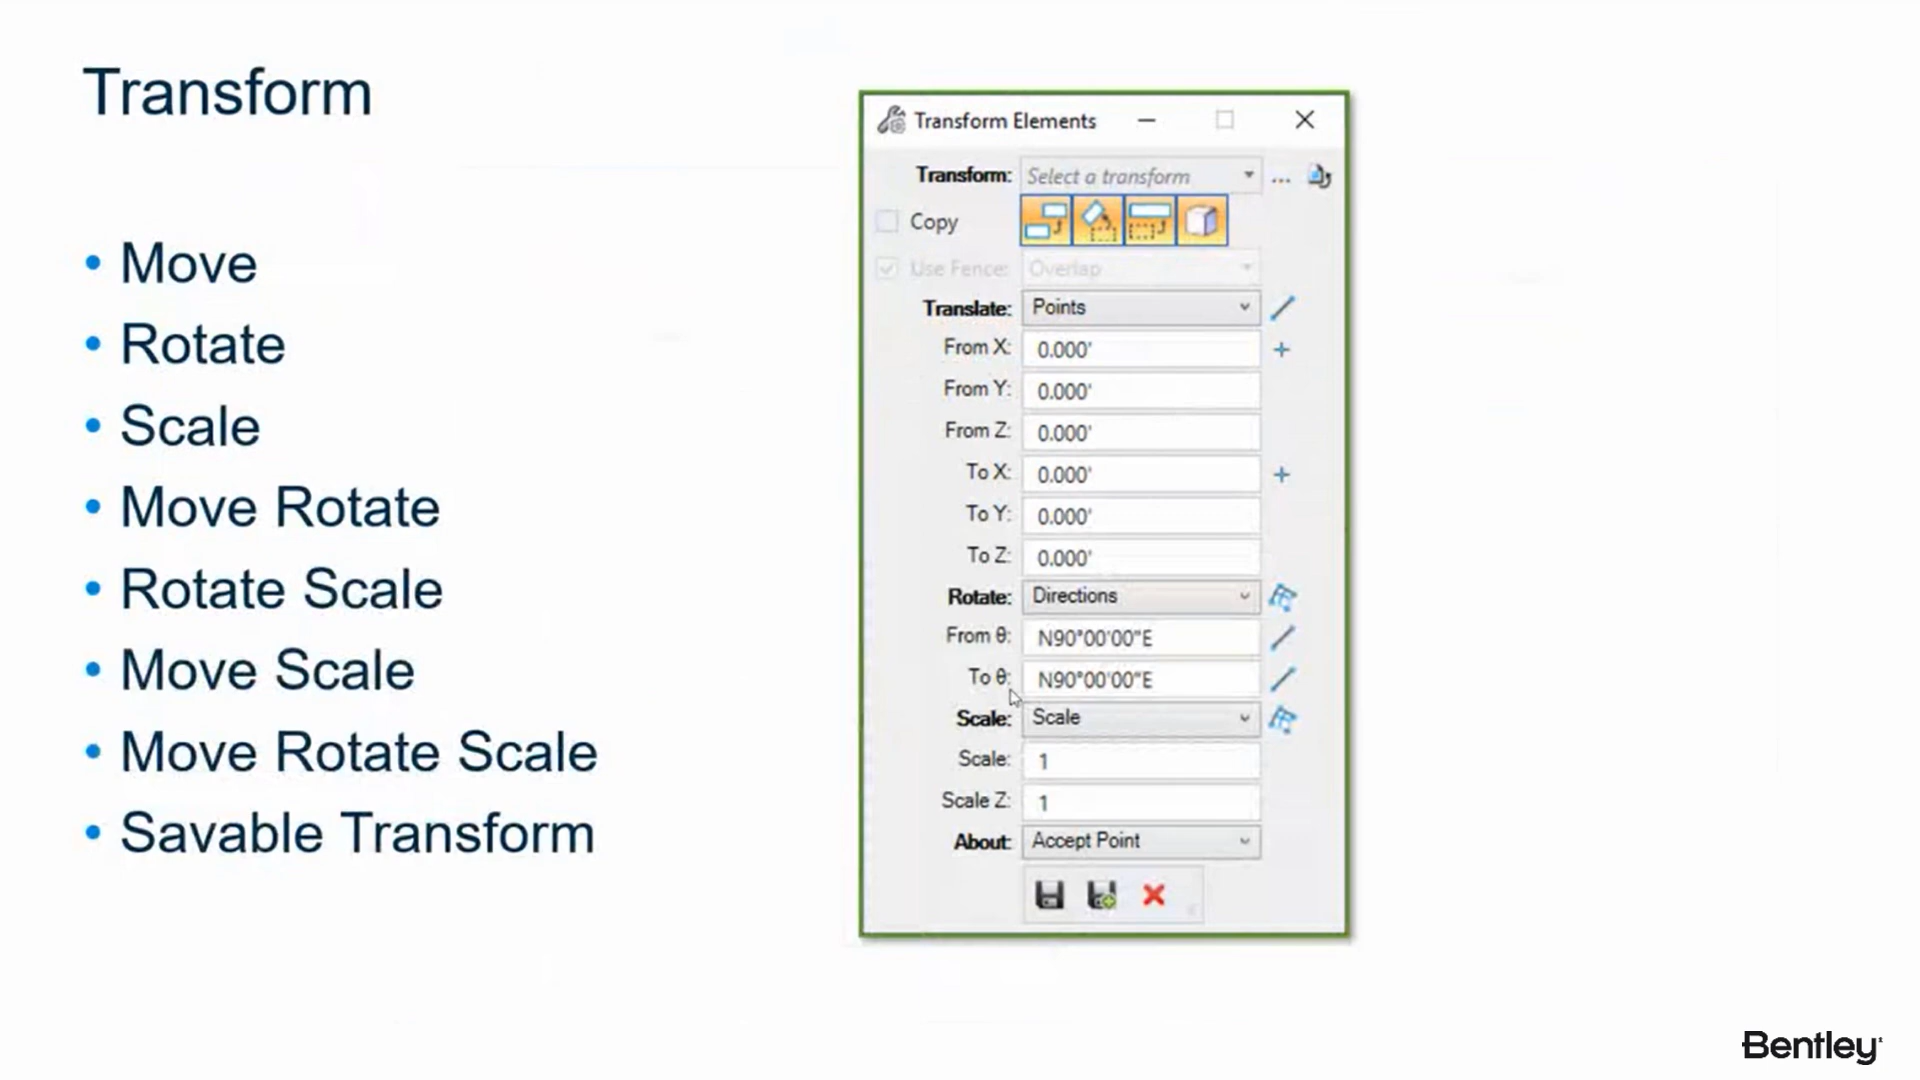 Transform
• Move
• Rotate
• Scale
• Move Rotate
• Rotate Scale
• Move Scale
• Move Rotate Scale
• Savable Transform
Transform Elements
Transform: Select a transform ...
Copy
Use Fence: Overlap
Translate: Points
From X: 0.000'
From Y: 0.000'
From Z: 0.000'
To X: 0.000'
To Y: 0.000'
To Z: 0.000'
Rotate: Directions
From θ: N90°00'00"E
To θ: N90°00'00"E
Scale: Scale
Scale: 1
Scale Z: 1
About: Accept Point
Bentley